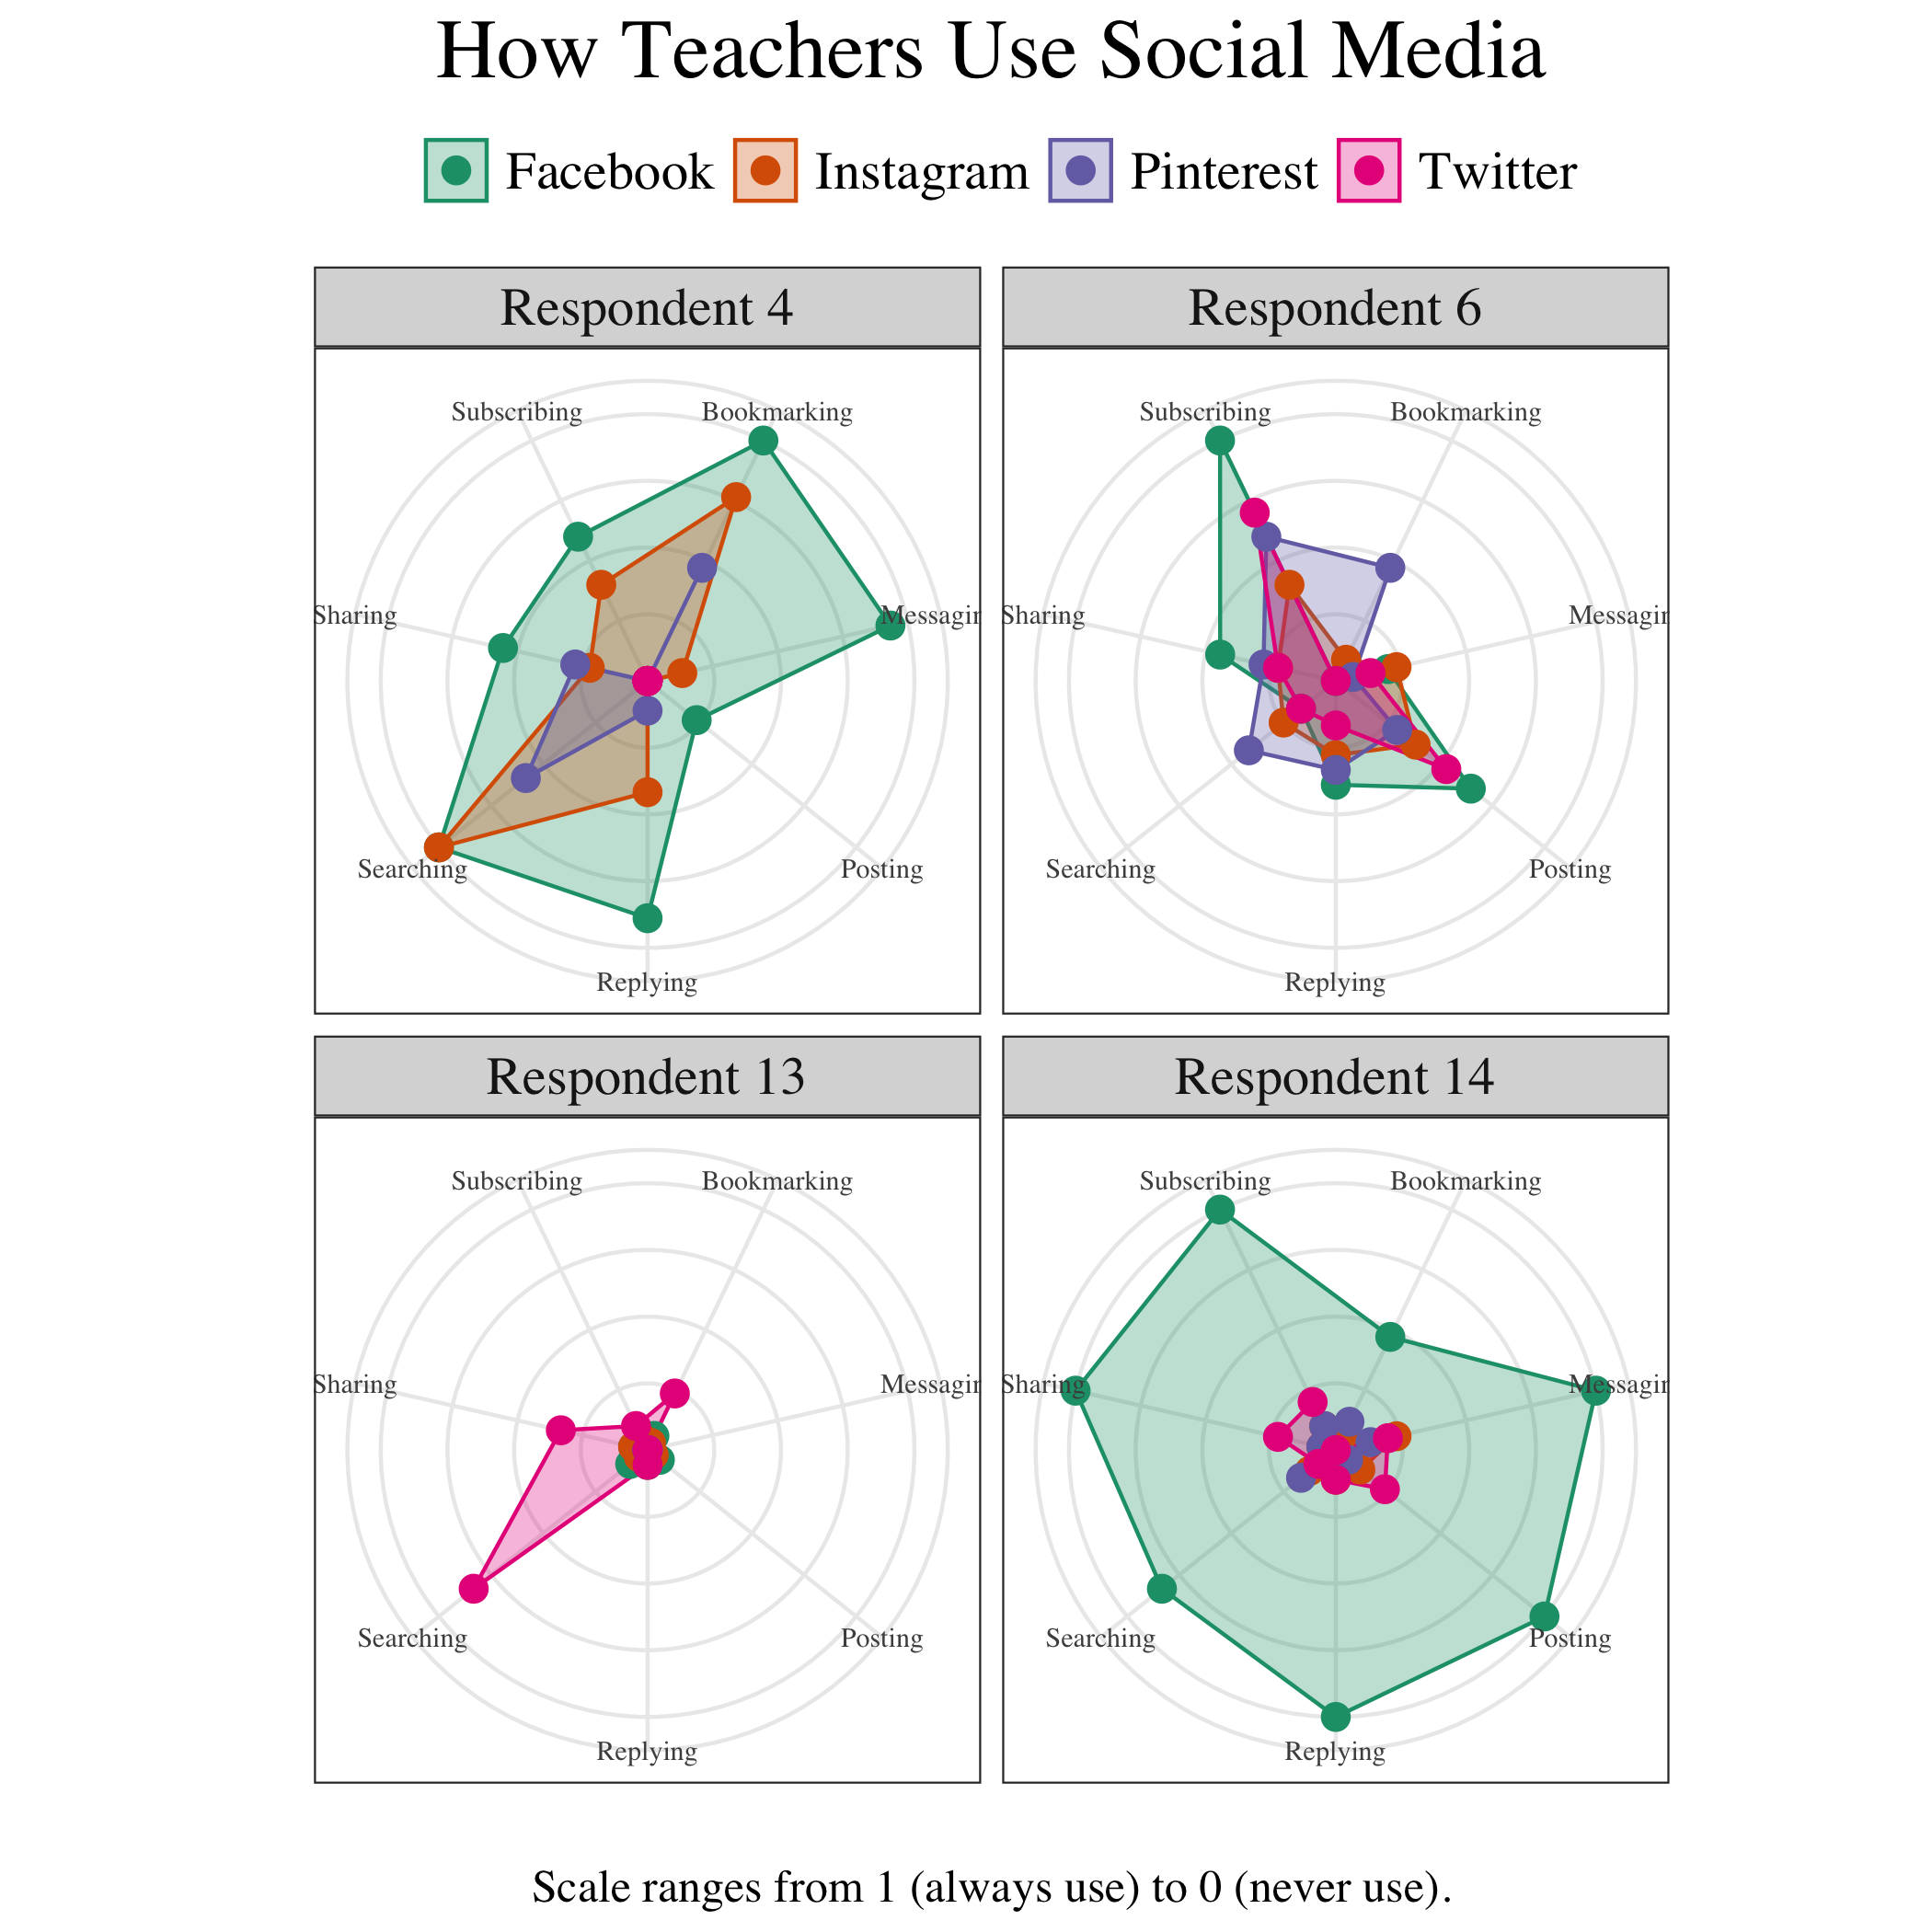 How Teachers Use Social Media
Facebook Instagram Pinterest Twitter
Respondent 4
Subscribing Bookmarking
Sharing Messagin
Searching Posting
Replying
Respondent 6
Subscribing Bookmarking
Sharing Messagin
Searching Posting
Replying
Respondent 13
Subscribing Bookmarking
Sharing Messagin
Searching Posting
Replying
Respondent 14
Subscribing Bookmarking
Sharing Messagin
Searching Posting
Replying
Scale ranges from 1 (always use) to 0 (never use).